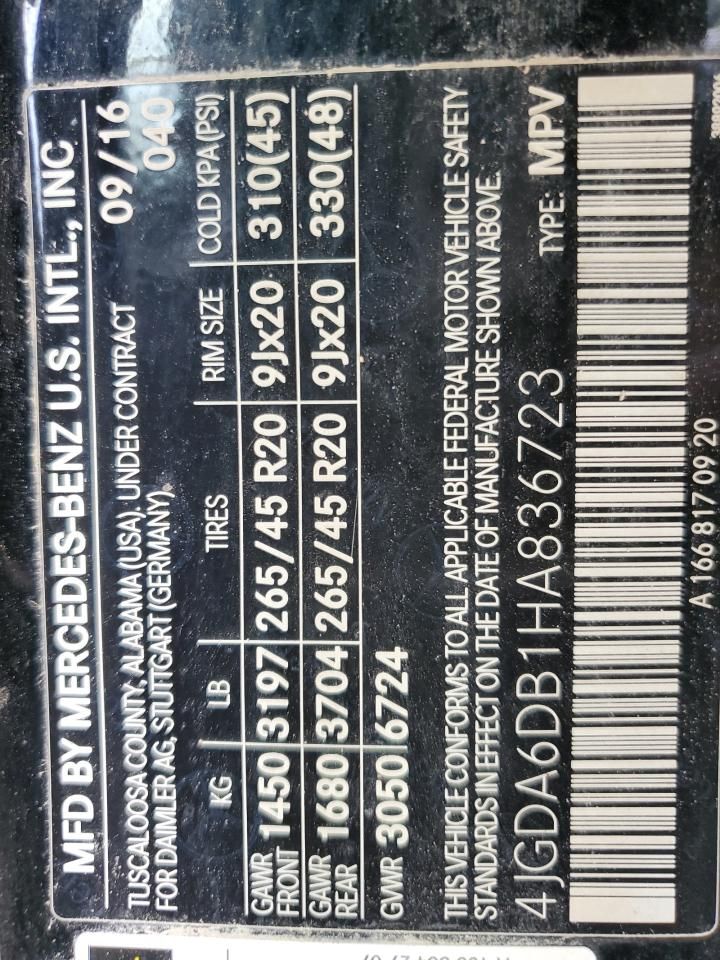 MFD BY MERCEDES-BENZ U.S. INTL., INC
TUSCALOOSA COUNTY, ALABAMA (USA), UNDER CONTRACT 09/16
FOR DAIMLER AG, STUTTGART (GERMANY), 040
KG LB TIRES RIM SIZE COLD KPA (PSI)
GAWR FRONT 1450 3197 265/45 R20 9Jx20 310(45)
GAWR REAR 1680 3704 265/45 R20 9Jx20 330(48)
GVWR 3050 6724
THIS VEHICLE CONFORMS TO ALL APPLICABLE FEDERAL MOTOR VEHICLE SAFETY
STANDARDS IN EFFECT ON THE DATE OF MANUFACTURE SHOWN ABOVE.
4JGDA6DB1HA836723 TYPE: MPV
A 166 817 09 20